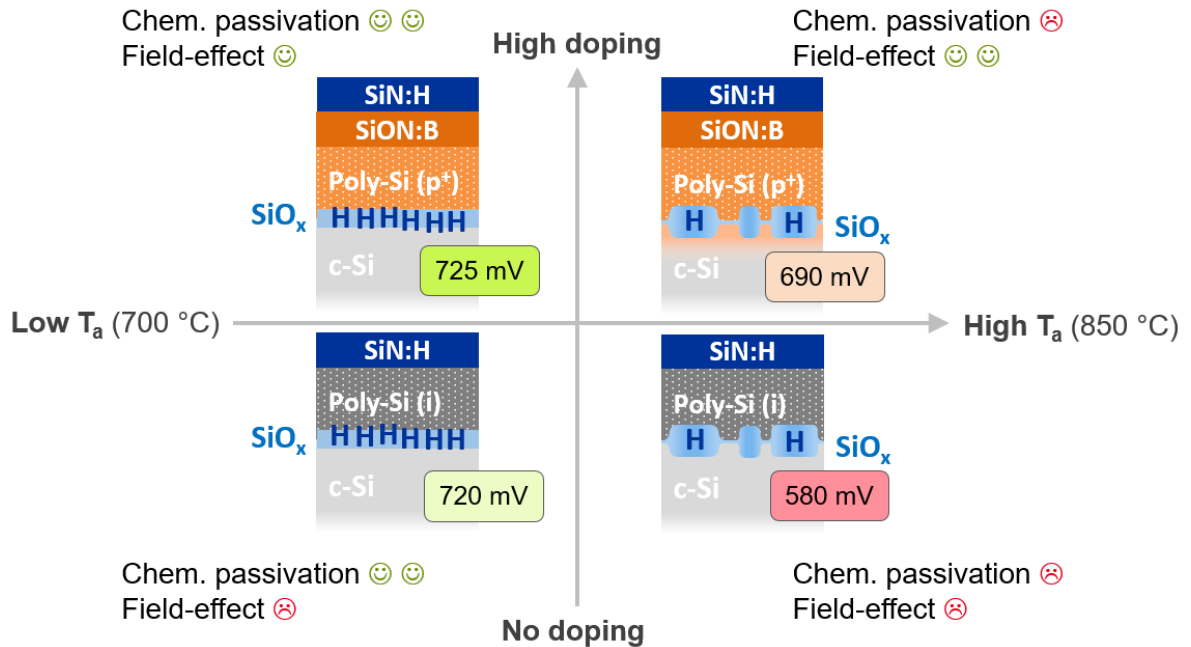 Chem. passivation ☺ ☺
Field-effect ☺
High doping
Chem. passivation ☹
Field-effect ☺ ☺
SiN:H
SiON:B
Poly-Si (p⁺)
SiOₓ
H H H H H H
c-Si
725 mV
SiN:H
SiON:B
Poly-Si (p⁺)
H H
SiOₓ
c-Si
690 mV
Low Tₐ (700 °C)
High Tₐ (850 °C)
SiN:H
Poly-Si (i)
SiOₓ
H H H H H H
c-Si
720 mV
SiN:H
Poly-Si (i)
H H
SiOₓ
c-Si
580 mV
Chem. passivation ☺ ☺
Field-effect ☹
No doping
Chem. passivation ☹
Field-effect ☹